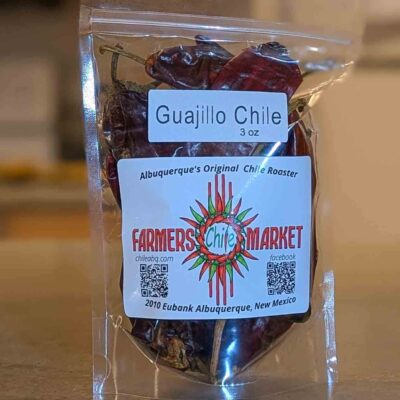 Guajillo Chile
3 oz
Albuquerque's Original Chile Roaster
FARMERS Chile MARKET
chileabq.com facebook
2010 Eubank Albuquerque, New Mexico